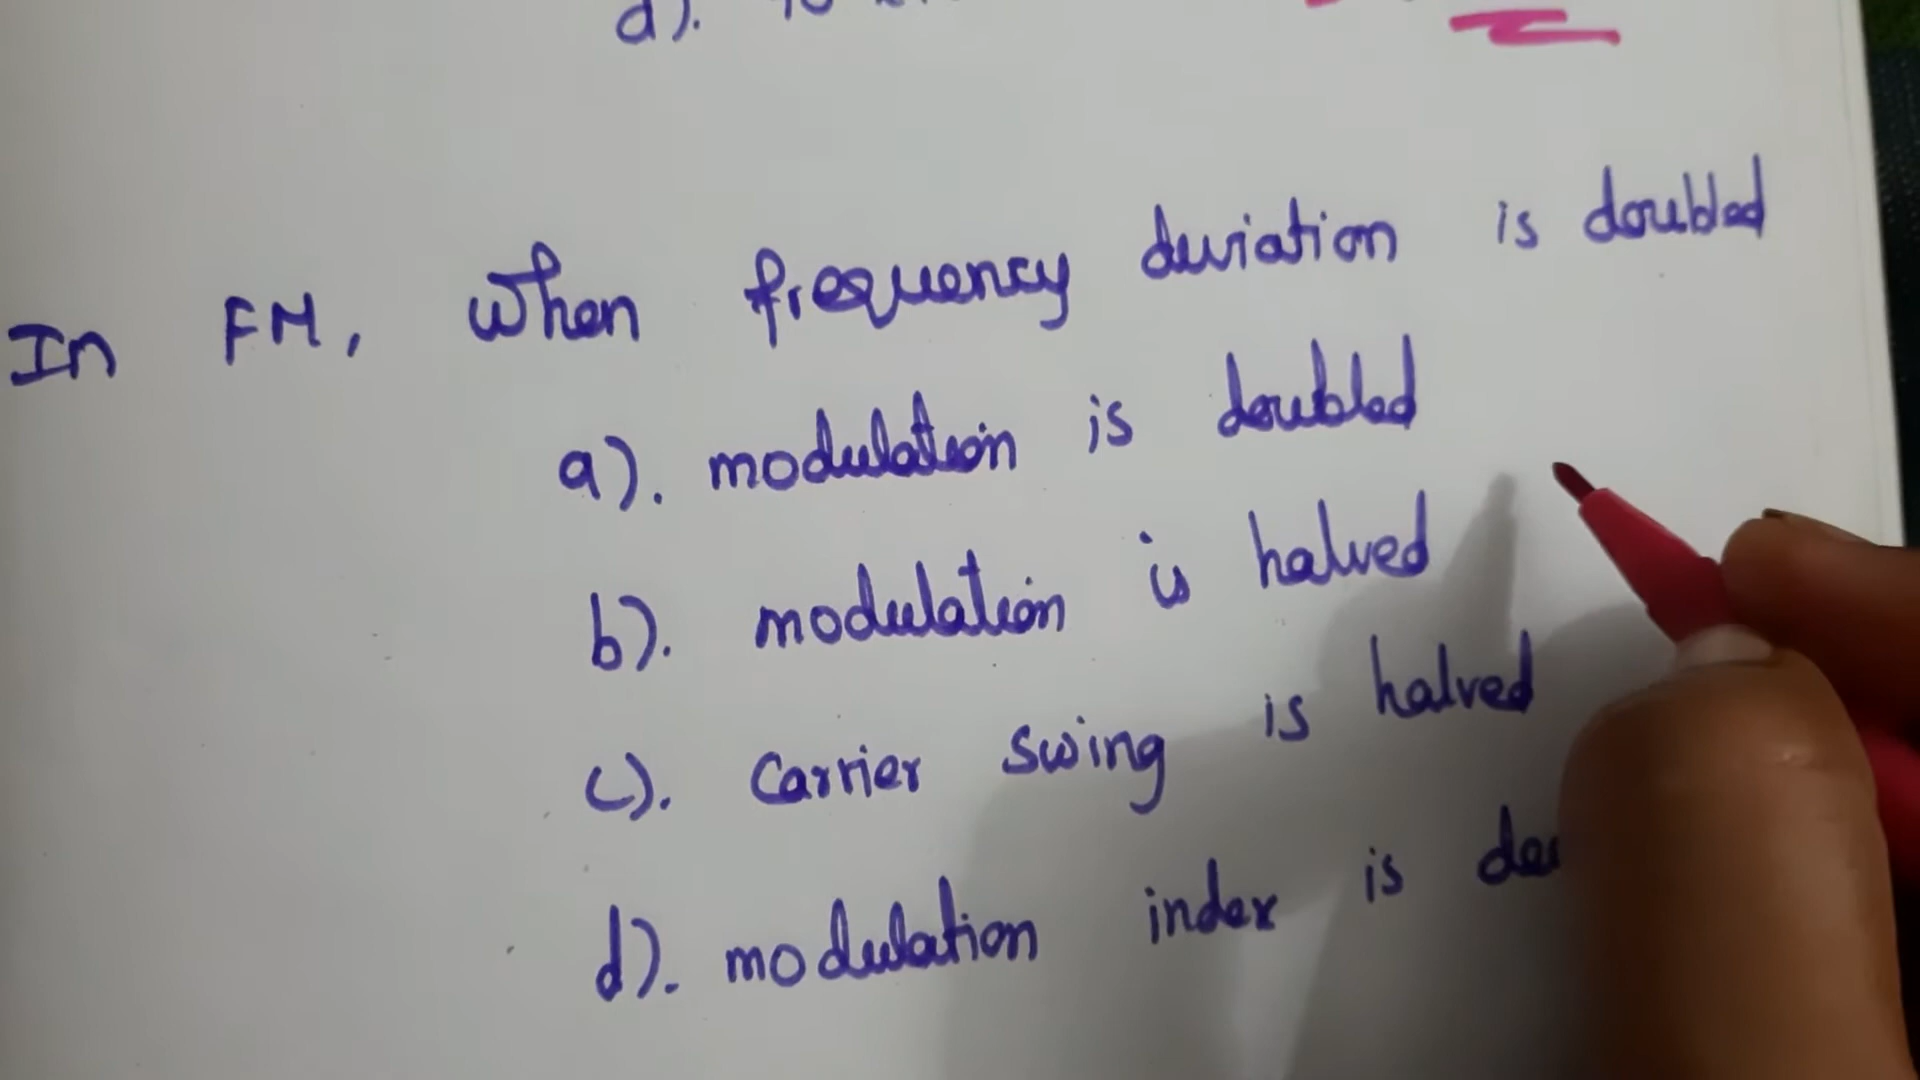 d).
In FM, When frequency deviation is doubled
a). modulation is doubled
b). modulation is halved
c). Carrier swing is halved
d). modulation index is